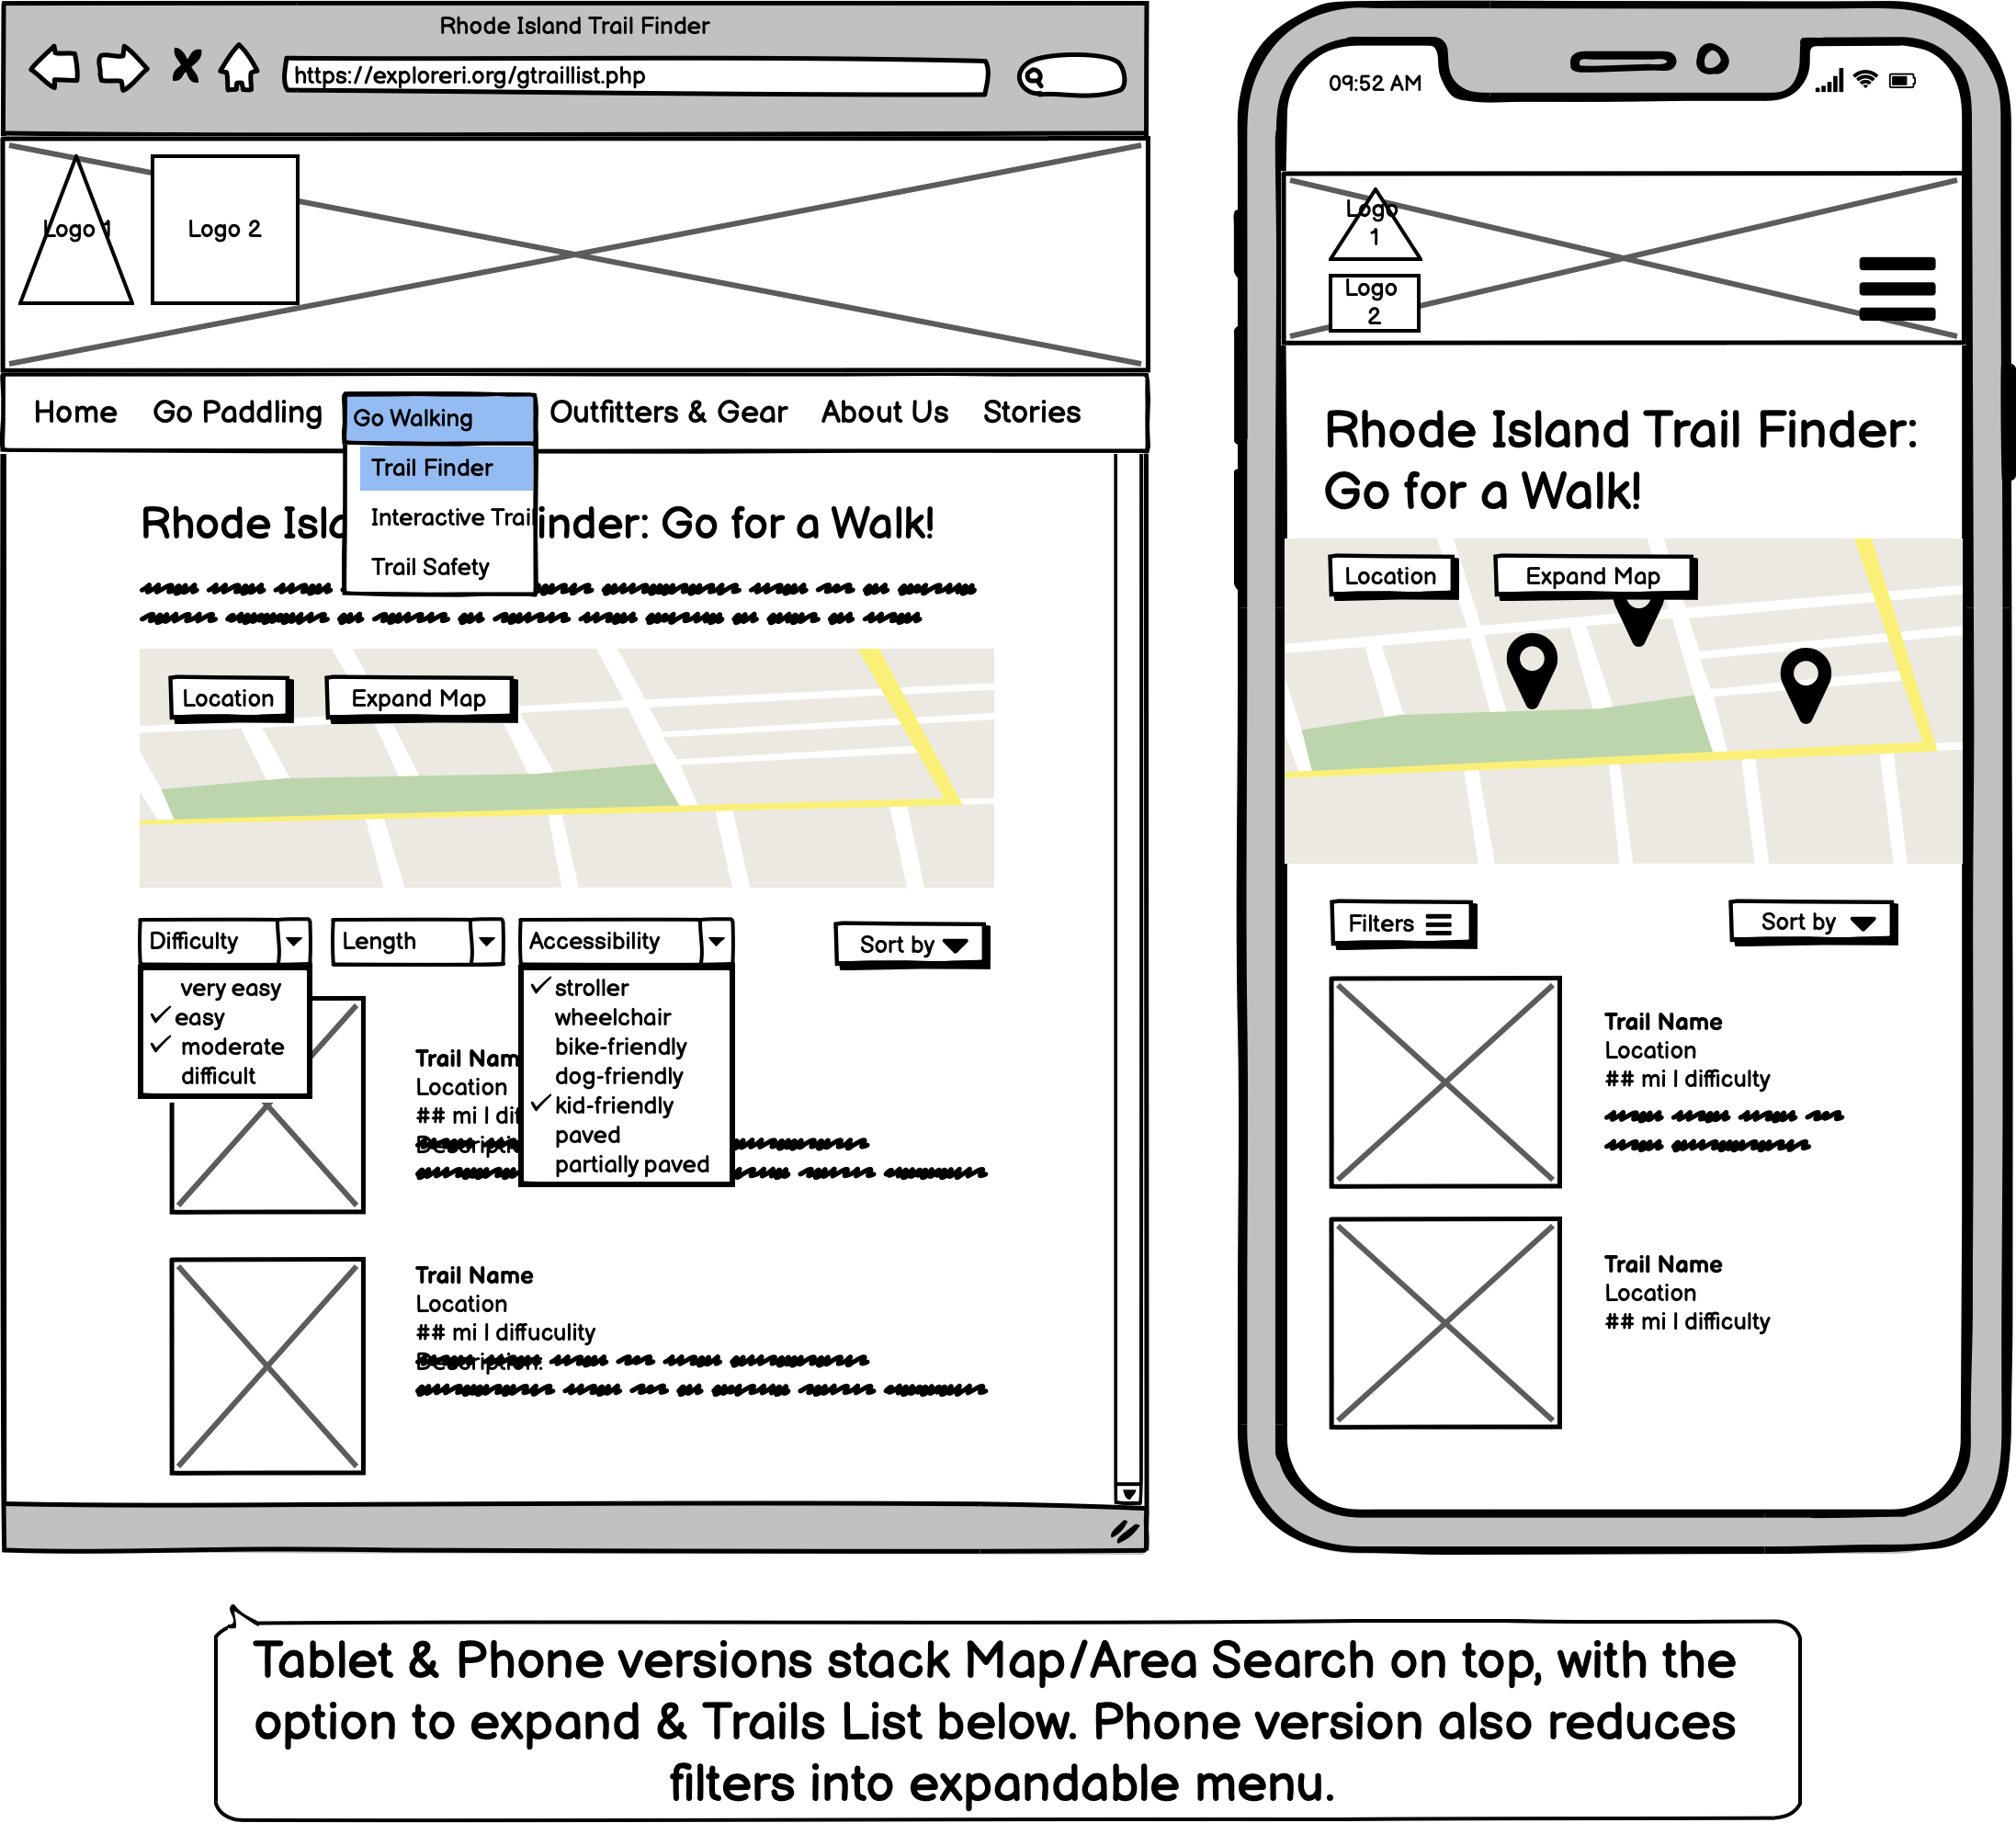 Rhode Island Trail Finder
https://exploreri.org/gtraillist.php
Logo 1
Logo 2
Home Go Paddling Go Walking Outfitters & Gear About Us Stories
Trail Finder
Interactive Trail
Trail Safety
Rhode Isla inder: Go for a Walk!
Location Expand Map
Difficulty Length Accessibility Sort by
very easy
easy
moderate
difficult
stroller
wheelchair
bike-friendly
dog-friendly
kid-friendly
paved
partially paved
Trail Nam
Location
## mi | dif
Trail Name
Location
## mi | diffuculity
Description:
09:52 AM
Logo
1
Logo
2
Rhode Island Trail Finder:
Go for a Walk!
Location Expand Map
Filters Sort by
Trail Name
Location
## mi | difficulty
Trail Name
Location
## mi | difficulty
Tablet & Phone versions stack Map/Area Search on top, with the
option to expand & Trails List below. Phone version also reduces
filters into expandable menu.